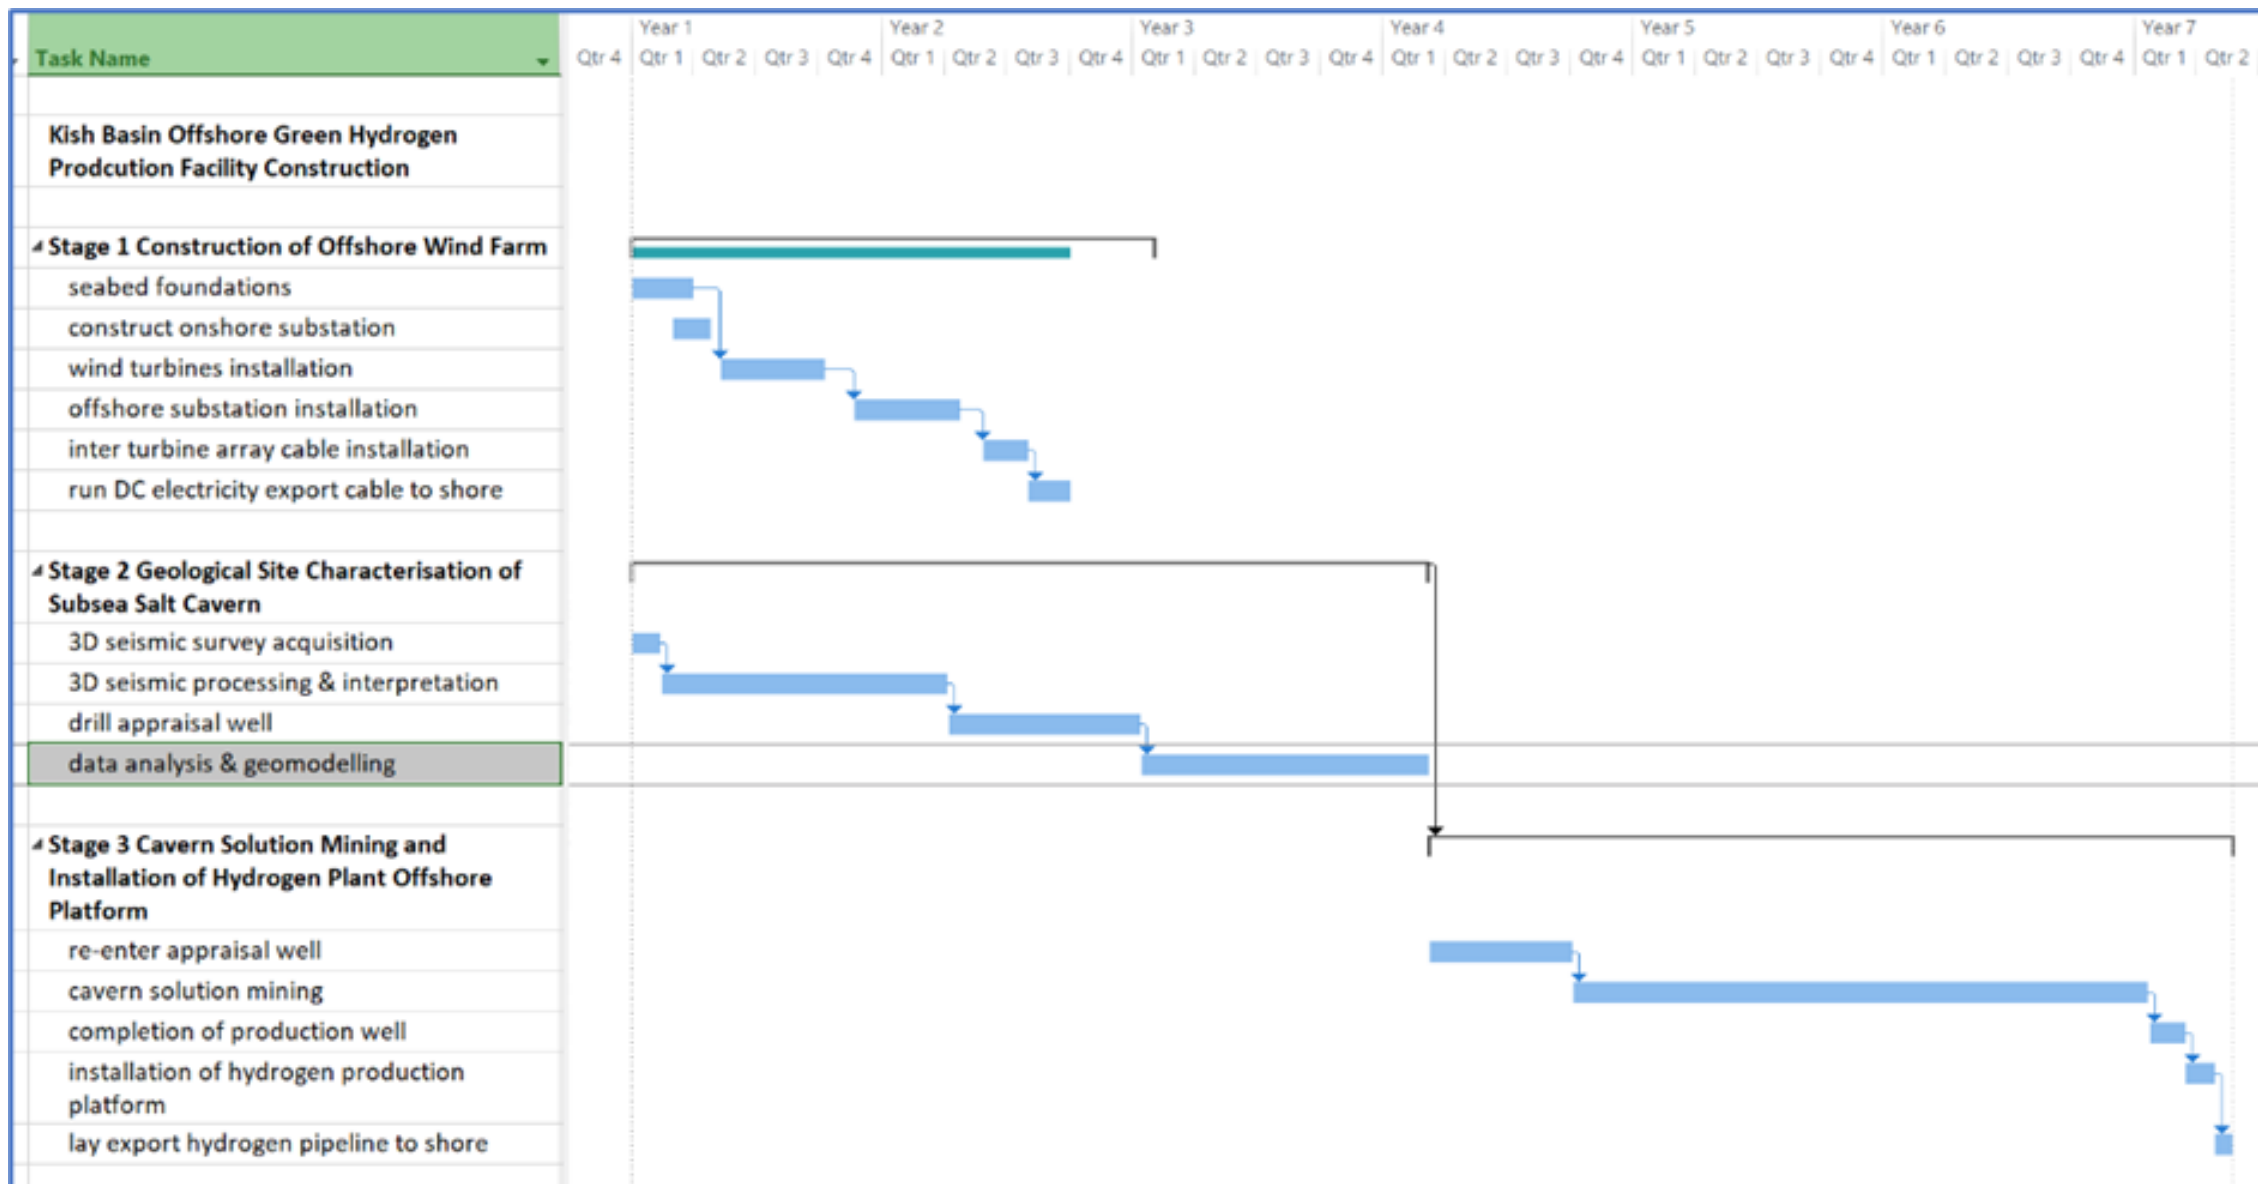 Year 1 Year 2 Year 3 Year 4 Year 5 Year 6 Year 7
Task Name Qtr 4 Qtr 1 Qtr 2 Qtr 3 Qtr 4 Qtr 1 Qtr 2 Qtr 3 Qtr 4 Qtr 1 Qtr 2 Qtr 3 Qtr 4 Qtr 1 Qtr 2 Qtr 3 Qtr 4 Qtr 1 Qtr 2 Qtr 3 Qtr 4 Qtr 1 Qtr 2 Qtr 3 Qtr 4 Qtr 1 Qtr 2
Kish Basin Offshore Green Hydrogen
Prodcution Facility Construction
Stage 1 Construction of Offshore Wind Farm
seabed foundations
construct onshore substation
wind turbines installation
offshore substation installation
inter turbine array cable installation
run DC electricity export cable to shore
Stage 2 Geological Site Characterisation of
Subsea Salt Cavern
3D seismic survey acquisition
3D seismic processing & interpretation
drill appraisal well
data analysis & geomodelling
Stage 3 Cavern Solution Mining and
Installation of Hydrogen Plant Offshore
Platform
re-enter appraisal well
cavern solution mining
completion of production well
installation of hydrogen production
platform
lay export hydrogen pipeline to shore